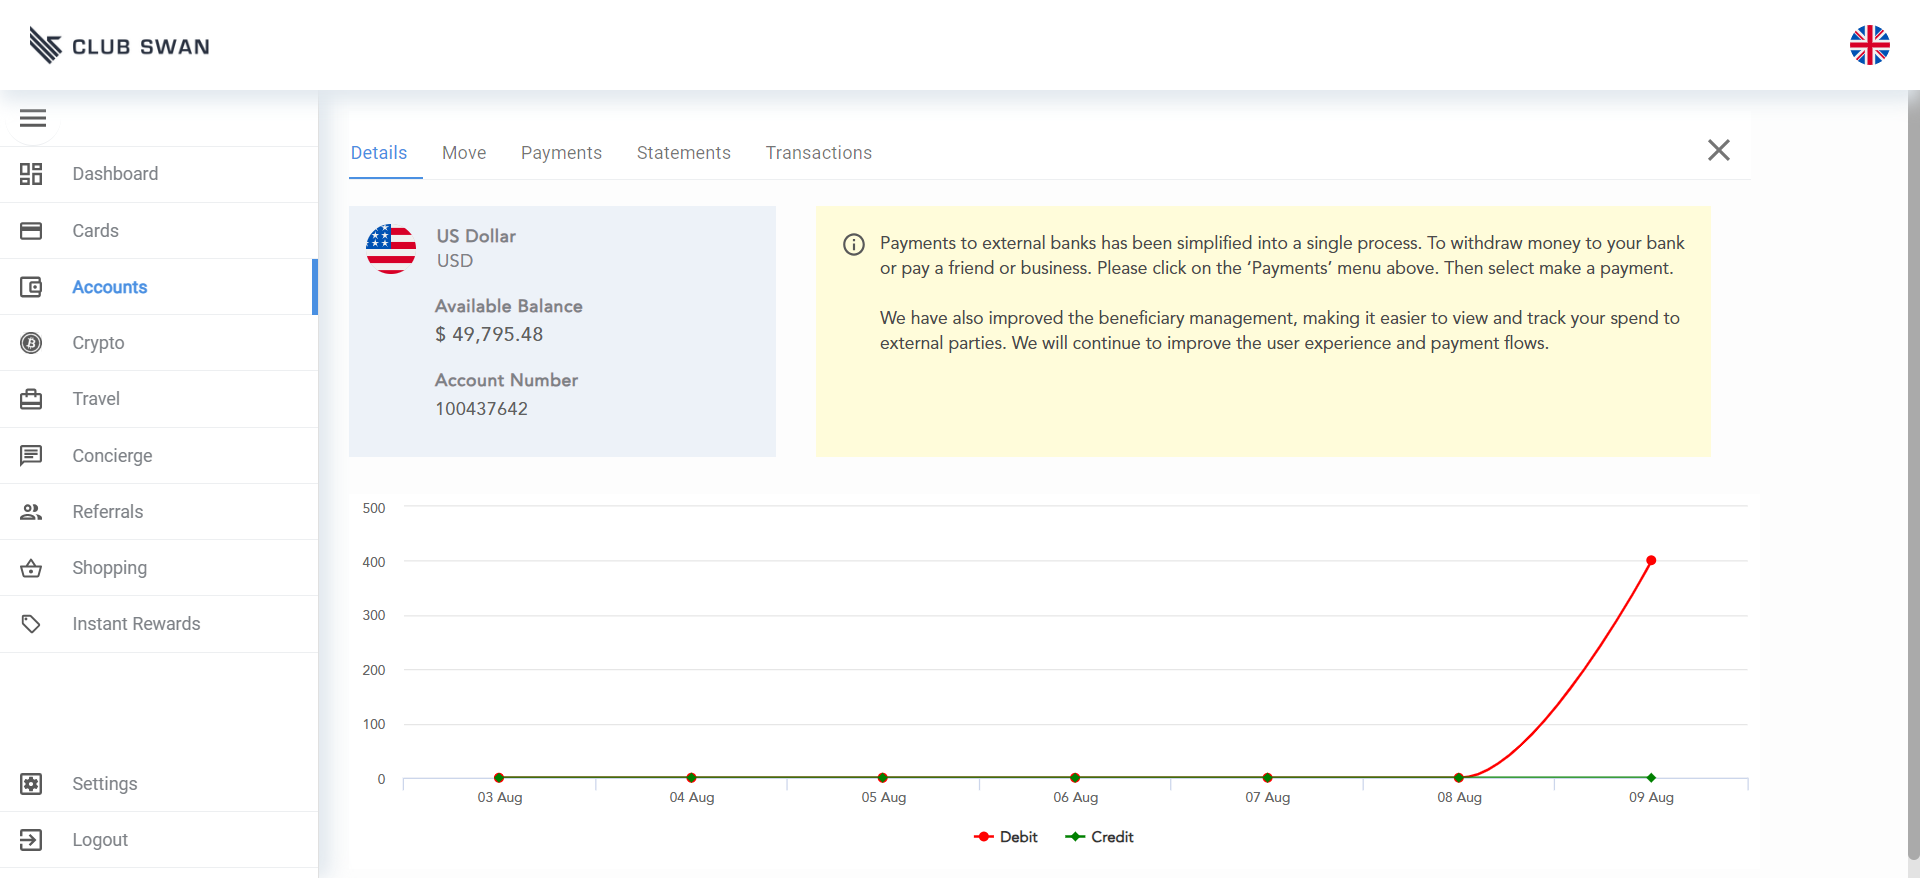 CLUB SWAN
Dashboard
Cards
Accounts
Crypto
Travel
Concierge
Referrals
Shopping
Instant Rewards
Settings
Logout
Details Move Payments Statements Transactions
US Dollar
USD
Available Balance
$ 49,795.48
Account Number
100437642
Payments to external banks has been simplified into a single process. To withdraw money to your bank
or pay a friend or business. Please click on the ‘Payments’ menu above. Then select make a payment.
We have also improved the beneficiary management, making it easier to view and track your spend to
external parties. We will continue to improve the user experience and payment flows.
500
400
300
200
100
0
03 Aug 04 Aug 05 Aug 06 Aug 07 Aug 08 Aug 09 Aug
Debit Credit